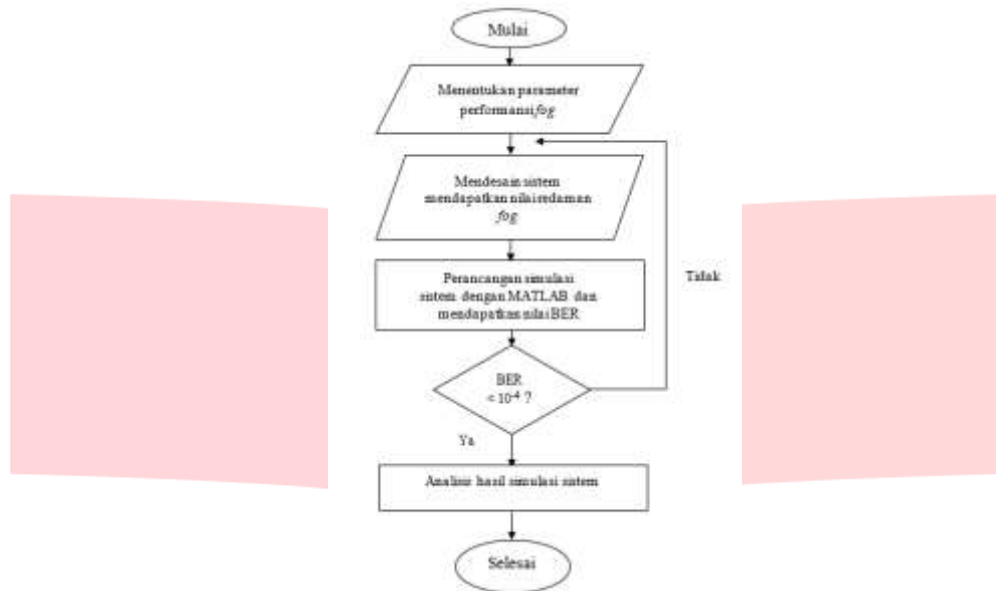 Mulai
Menentukan parameter
performansi fog
Mendesain sistem
mendapatkan nilai redaman
fog
Perancangan simulasi
sistem dengan MATLAB dan
mendapatkan nilai BER
Tidak
BER
< 10⁻⁴ ?
Ya
Analisis hasil simulasi sistem
Selesai